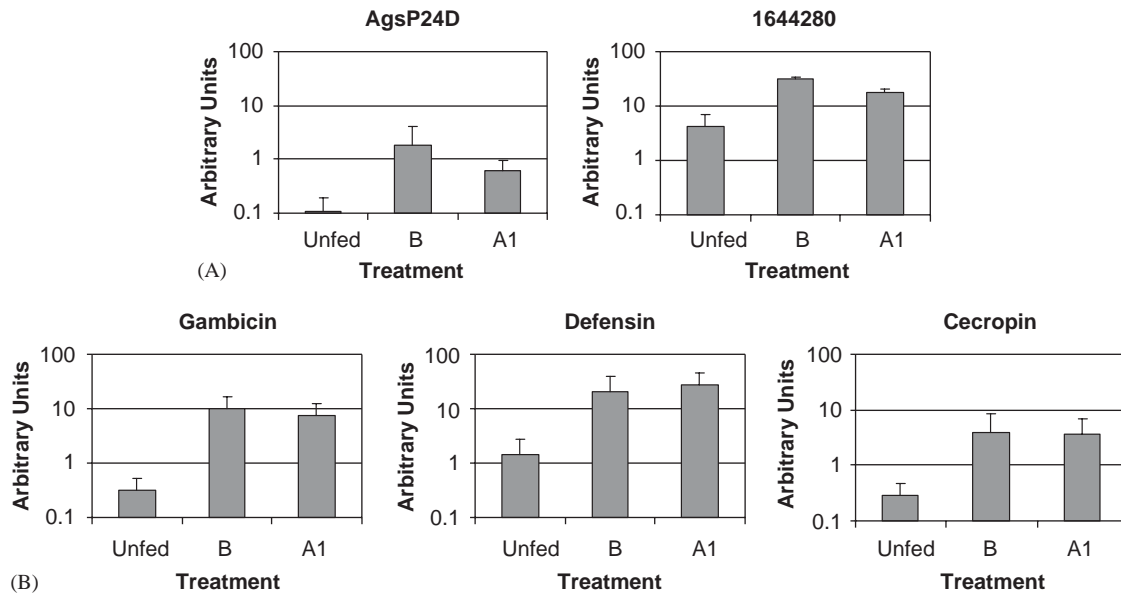 AgsP24D
100
10
1
0.1
Arbitrary Units
Unfed B A1
Treatment
1644280
100
10
1
0.1
Arbitrary Units
Unfed B A1
Treatment
(A)
Gambicin
100
10
1
0.1
Arbitrary Units
Unfed B A1
Treatment
Defensin
100
10
1
0.1
Arbitrary Units
Unfed B A1
Treatment
Cecropin
100
10
1
0.1
Arbitrary Units
Unfed B A1
Treatment
(B)